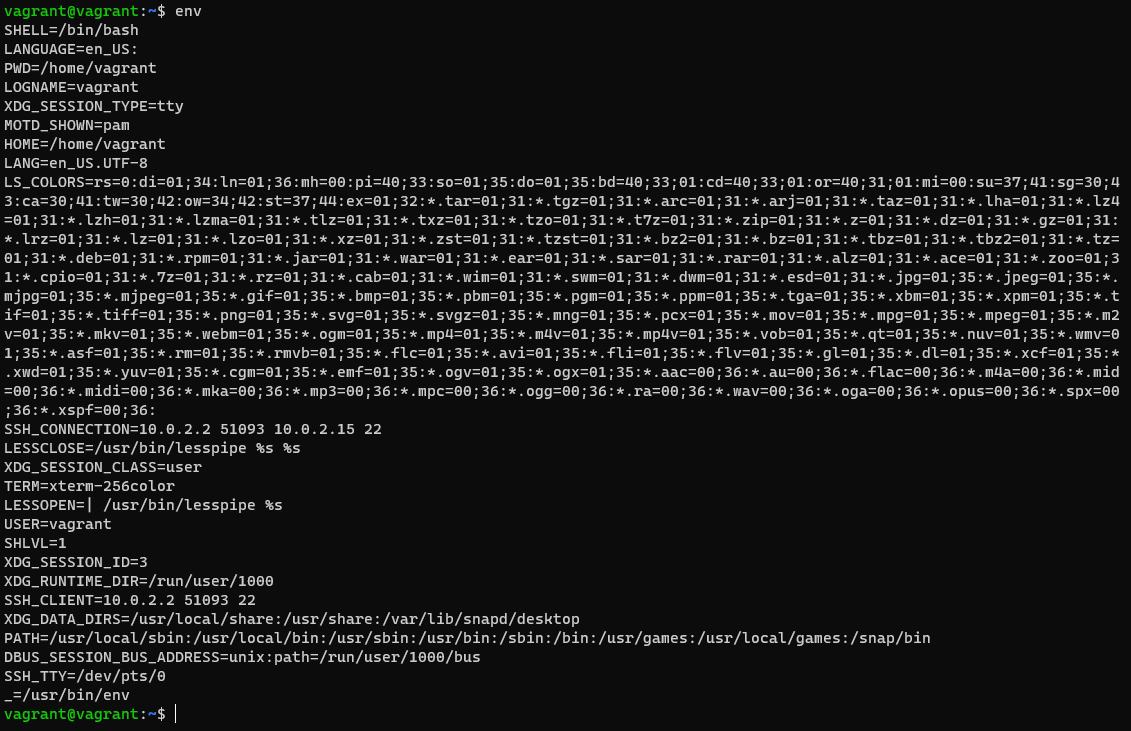 vagrant@vagrant:~$ env
SHELL=/bin/bash
LANGUAGE=en_US:
PWD=/home/vagrant
LOGNAME=vagrant
XDG_SESSION_TYPE=tty
MOTD_SHOWN=pam
HOME=/home/vagrant
LANG=en_US.UTF-8
LS_COLORS=rs=0:di=01;34:ln=01;36:mh=00:pi=40;33:so=01;35:do=01;35:bd=40;33;01:cd=40;33;01:or=40;31;01:mi=00:su=37;41:sg=30;4
3:ca=30;41:tw=30;42:ow=34;42:st=37;44:ex=01;32:*.tar=01;31:*.tgz=01;31:*.arc=01;31:*.arj=01;31:*.taz=01;31:*.lha=01;31:*.lz4
=01;31:*.lzh=01;31:*.lzma=01;31:*.tlz=01;31:*.txz=01;31:*.tzo=01;31:*.t7z=01;31:*.zip=01;31:*.z=01;31:*.dz=01;31:*.gz=01;31:
*.lrz=01;31:*.lz=01;31:*.lzo=01;31:*.xz=01;31:*.zst=01;31:*.tzst=01;31:*.bz2=01;31:*.bz=01;31:*.tbz=01;31:*.tbz2=01;31:*.tz=
01;31:*.deb=01;31:*.rpm=01;31:*.jar=01;31:*.war=01;31:*.ear=01;31:*.sar=01;31:*.rar=01;31:*.alz=01;31:*.ace=01;31:*.zoo=01;3
1:*.cpio=01;31:*.7z=01;31:*.rz=01;31:*.cab=01;31:*.wim=01;31:*.swm=01;31:*.dwm=01;31:*.esd=01;31:*.jpg=01;35:*.jpeg=01;35:*.
mjpg=01;35:*.mjpeg=01;35:*.gif=01;35:*.bmp=01;35:*.pbm=01;35:*.pgm=01;35:*.ppm=01;35:*.tga=01;35:*.xbm=01;35:*.xpm=01;35:*.t
if=01;35:*.tiff=01;35:*.png=01;35:*.svg=01;35:*.svgz=01;35:*.mng=01;35:*.pcx=01;35:*.mov=01;35:*.mpg=01;35:*.mpeg=01;35:*.m2
v=01;35:*.mkv=01;35:*.webm=01;35:*.ogm=01;35:*.mp4=01;35:*.m4v=01;35:*.mp4v=01;35:*.vob=01;35:*.qt=01;35:*.nuv=01;35:*.wmv=0
1;35:*.asf=01;35:*.rm=01;35:*.rmvb=01;35:*.flc=01;35:*.avi=01;35:*.fli=01;35:*.flv=01;35:*.gl=01;35:*.dl=01;35:*.xcf=01;35:*
.xwd=01;35:*.yuv=01;35:*.cgm=01;35:*.emf=01;35:*.ogv=01;35:*.ogx=01;35:*.aac=00;36:*.au=00;36:*.flac=00;36:*.m4a=00;36:*.mid
=00;36:*.midi=00;36:*.mka=00;36:*.mp3=00;36:*.mpc=00;36:*.ogg=00;36:*.ra=00;36:*.wav=00;36:*.oga=00;36:*.opus=00;36:*.spx=00
;36:*.xspf=00;36:
SSH_CONNECTION=10.0.2.2 51093 10.0.2.15 22
LESSCLOSE=/usr/bin/lesspipe %s %s
XDG_SESSION_CLASS=user
TERM=xterm-256color
LESSOPEN=| /usr/bin/lesspipe %s
USER=vagrant
SHLVL=1
XDG_SESSION_ID=3
XDG_RUNTIME_DIR=/run/user/1000
SSH_CLIENT=10.0.2.2 51093 22
XDG_DATA_DIRS=/usr/local/share:/usr/share:/var/lib/snapd/desktop
PATH=/usr/local/sbin:/usr/local/bin:/usr/sbin:/usr/bin:/sbin:/bin:/usr/games:/usr/local/games:/snap/bin
DBUS_SESSION_BUS_ADDRESS=unix:path=/run/user/1000/bus
SSH_TTY=/dev/pts/0
_=/usr/bin/env
vagrant@vagrant:~$